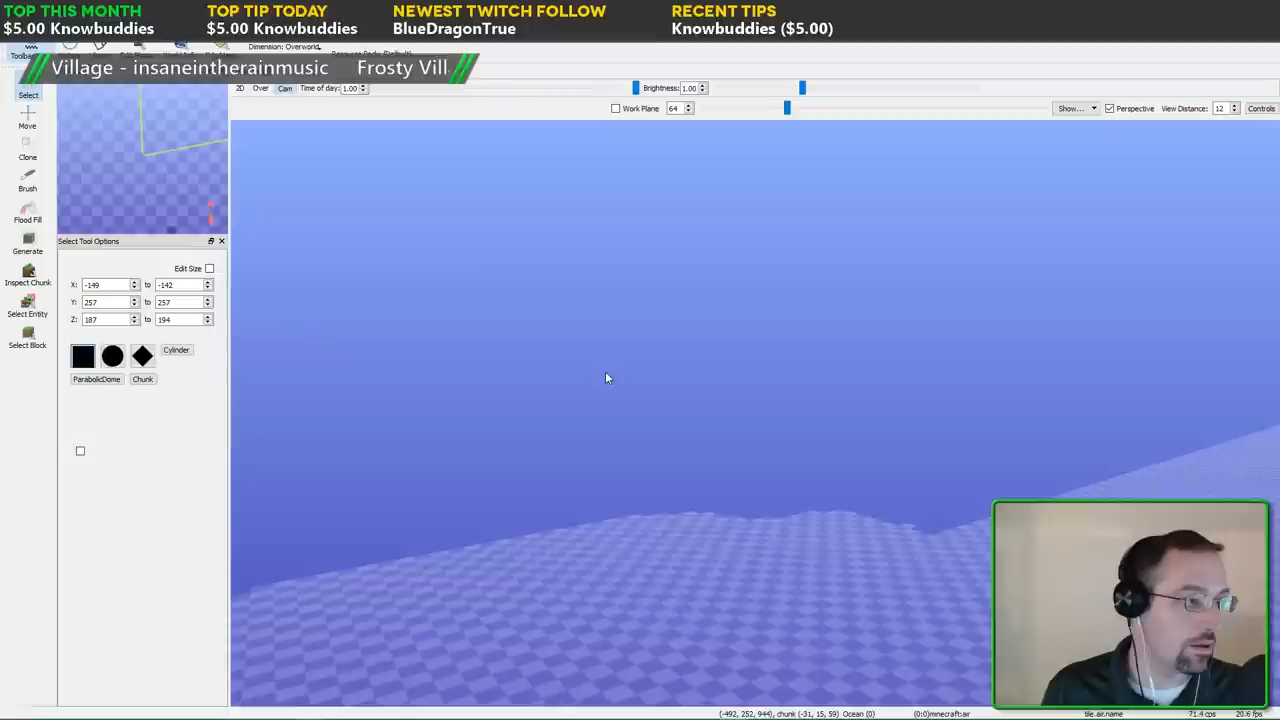 TOP THIS MONTH
$5.00 Knowbuddies
TOP TIP TODAY
$5.00 Knowbuddies
NEWEST TWITCH FOLLOW
BlueDragonTrue
RECENT TIPS
Knowbuddies ($5.00)
Dimension: Overworld.
Village - insaneintherainmusic Frosty Vill
2D Over Cam Time of day: 1.00 Brightness: 1.00
Work Plane 64 Show... Perspective View Distance: 12 Controls
Select
Move
Clone
Brush
Flood Fill
Generate
Inspect Chunk
Select Entity
Select Block
Select Tool Options
Edit Size
X: -149 to -142
Y: 257 to 257
Z: 187 to 194
Cylinder
ParabolicDome Chunk
(-492, 252, 944), chunk (-31, 15, 59) Ocean (0) (0:0)minecraft:air tile.air.name 71.4 cps 20.6 fps